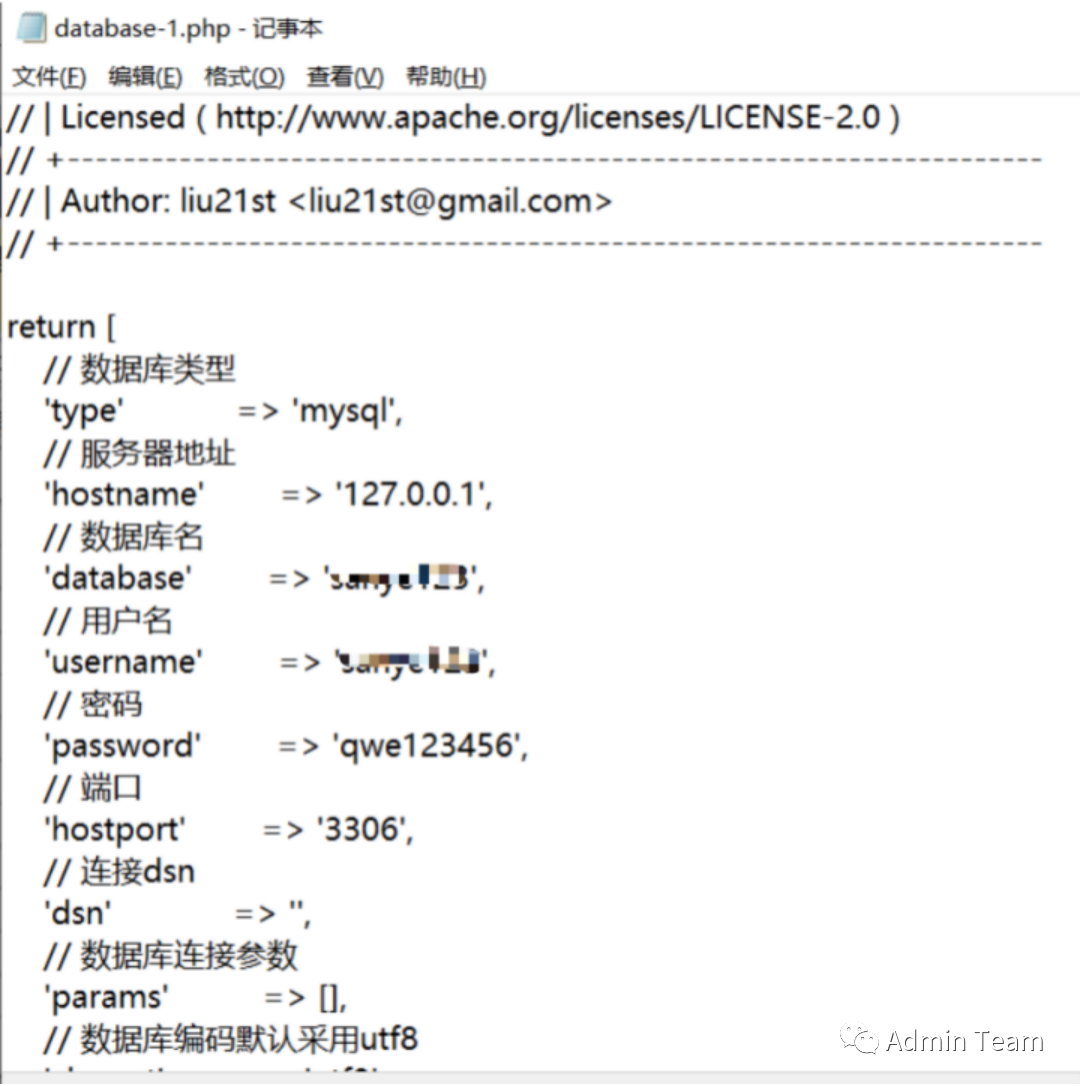 database-1.php - 记事本
文件(F) 编辑(E) 格式(O) 查看(V) 帮助(H)
// | Licensed ( http://www.apache.org/licenses/LICENSE-2.0 )
// +----------------------------------------------------------------------
// | Author: liu21st <liu21st@gmail.com>
// +----------------------------------------------------------------------
return [
// 数据库类型
'type' => 'mysql',
// 服务器地址
'hostname' => '127.0.0.1',
// 数据库名
'database' => '',
// 用户名
'username' => '',
// 密码
'password' => 'qwe123456',
// 端口
'hostport' => '3306',
// 连接dsn
'dsn' => '',
// 数据库连接参数
'params' => [],
// 数据库编码默认采用utf8
Admin Team